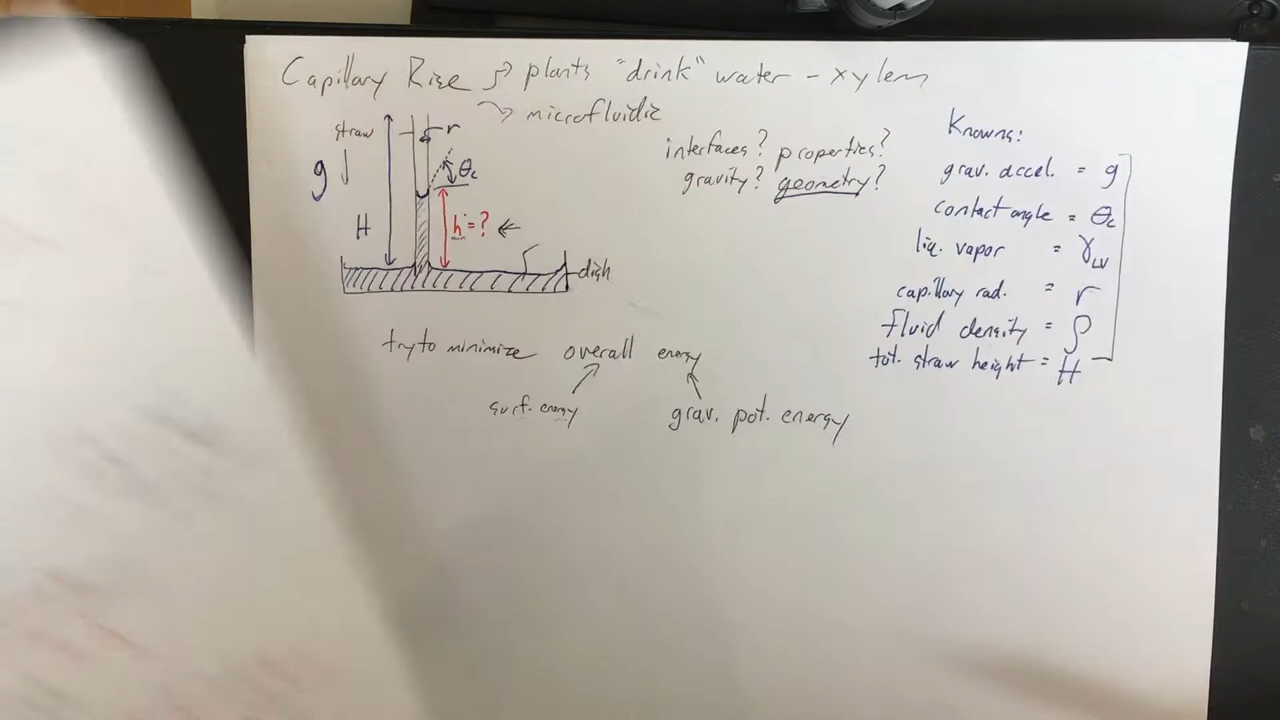 Capillary Rise → plants "drink" water - xylem
→ microfluidic
straw
r
θc
g
H
h = ?
dish
interfaces? properties?
gravity? geometry?
Knowns:
grav. accel. = g
contact angle = θc
liq. vapor = γLV
capillary rad. = r
fluid density = ρ
tot. straw height = H
try to minimize overall energy
surf. energy
grav. pot. energy